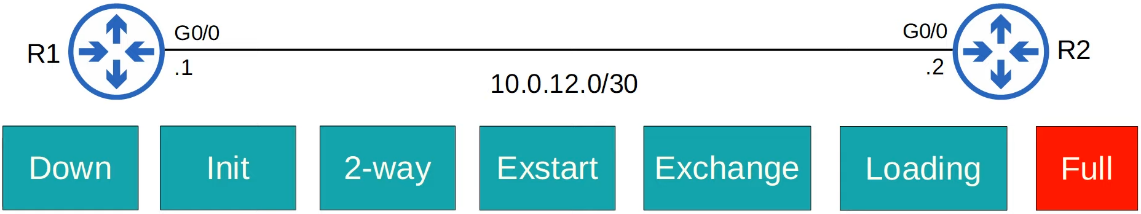 G0/0
G0/0
R1
R2
.1
.2
10.0.12.0/30
Down
Init
2-way
Exstart
Exchange
Loading
Full